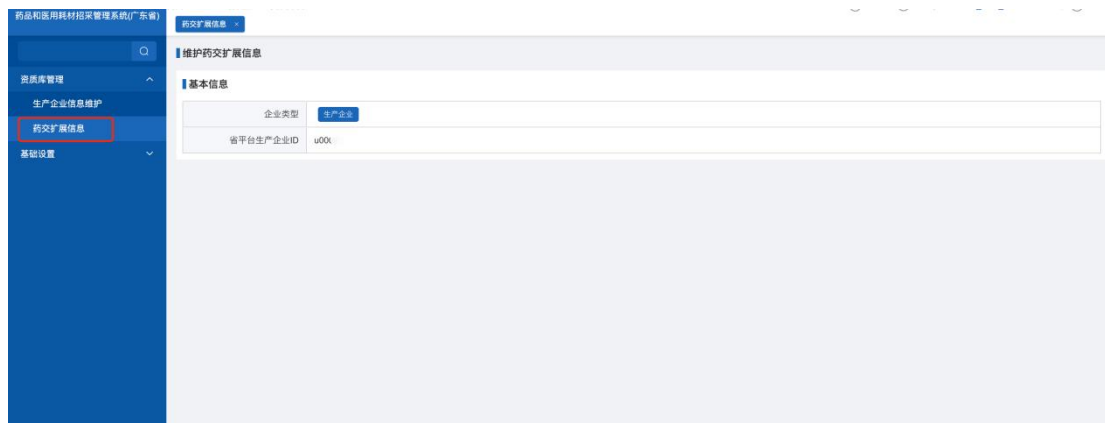 药品和医用耗材招采管理系统(广东省)
药交扩展信息 ×
维护药交扩展信息
资质库管理
基本信息
生产企业信息维护
企业类型 生产企业
药交扩展信息
省平台生产企业ID u00
基础设置